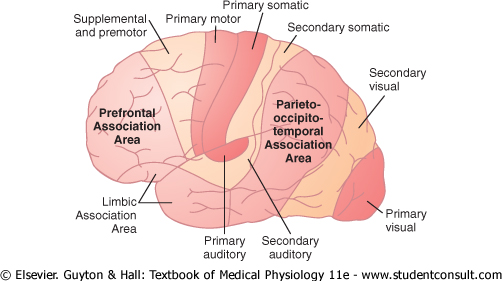 Primary somatic
Supplemental
and premotor
Primary motor
Secondary somatic
Secondary
visual
Prefrontal
Association
Area
Parieto-
occipito-
temporal
Association
Area
Limbic
Association
Area
Primary
auditory
Secondary
auditory
Primary
visual
© Elsevier. Guyton & Hall: Textbook of Medical Physiology 11e - www.studentconsult.com